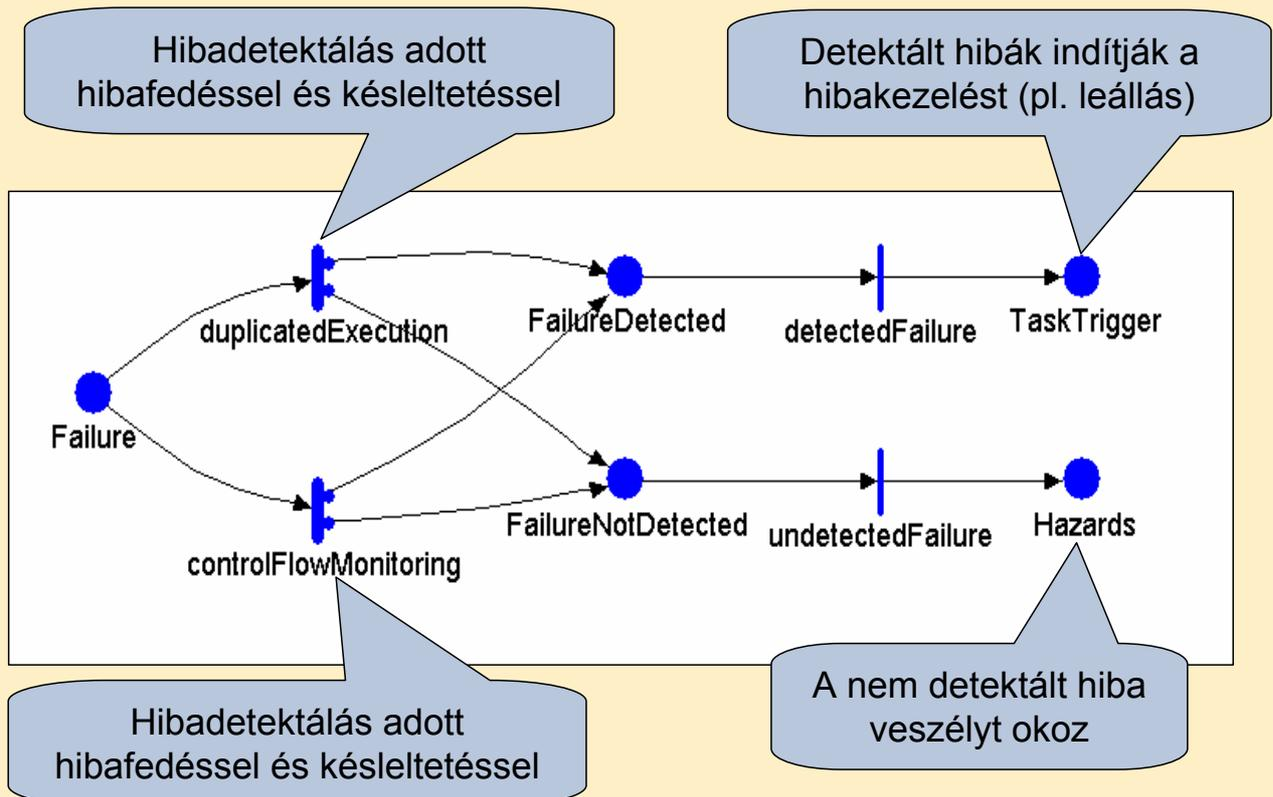 Hibadetektálás adott
hibafedéssel és késleltetéssel
Detektált hibák indítják a
hibakezelést (pl. leállás)
duplicatedExecution
FailureDetected
detectedFailure
TaskTrigger
Failure
controlFlowMonitoring
FailureNotDetected
undetectedFailure
Hazards
Hibadetektálás adott
hibafedéssel és késleltetéssel
A nem detektált hiba
veszélyt okoz